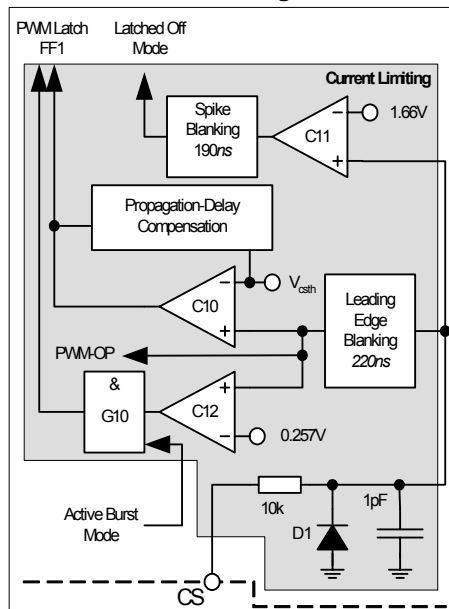 PWM Latch
FF1
Latched Off
Mode
Current Limiting
Spike
Blanking
190ns
C11
1.66V
Propagation-Delay
Compensation
Vcsth
C10
Leading
Edge
Blanking
220ns
PWM-OP
&
G10
C12
0.257V
Active Burst
Mode
10k
D1
1pF
CS